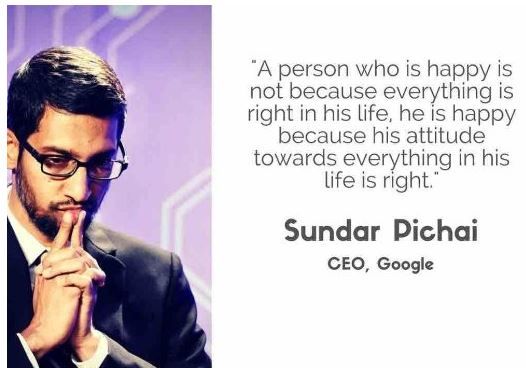 "A person who is happy is
not because everything is
right in his life, he is happy
because his attitude
towards everything in his
life is right."
Sundar Pichai
CEO, Google